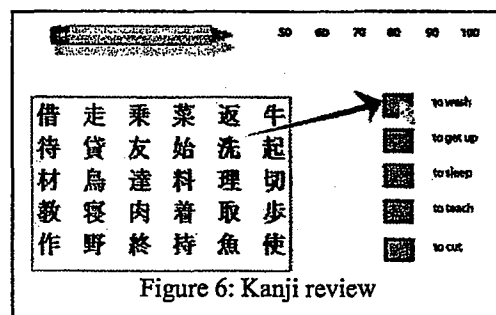 50 60 70 80 90 100
借 走 乗 菜 返 牛
待 貸 友 始 洗 起
材 鳥 達 料 理 切
教 寝 肉 着 取 歩
作 野 終 持 魚 使
to wash
to get up
to sleep
to teach
to cut
Figure 6: Kanji review